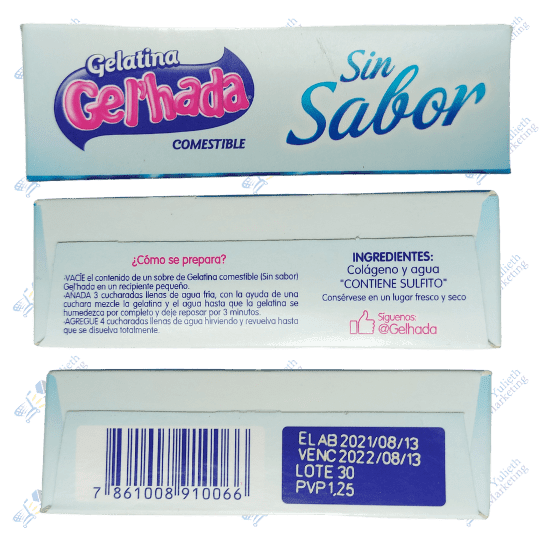 Gelatina
Gel'hada
COMESTIBLE
Sin
Sabor
¿Cómo se prepara?
-VACÍE el contenido de un sobre de Gelatina comestible (Sin sabor)
Gel'hada en un recipiente pequeño.
-AÑADA 3 cucharadas llenas de agua fría, con la ayuda de una
cuchara mezcle la gelatina y el agua hasta que la gelatina se
humedezca por completo y deje reposar por 3 minutos.
-AGREGUE 4 cucharadas llenas de agua hirviendo y revuelva hasta
que se disuelva totalmente.
INGREDIENTES:
Colágeno y agua
"CONTIENE SULFITO"
Consérvese en un lugar fresco y seco
Síguenos:
@Gelhada
7 861008 910066
ELAB 2021/08/13
VENC 2022/08/13
LOTE 30
PVP 1,25
Yulieth
Marketing